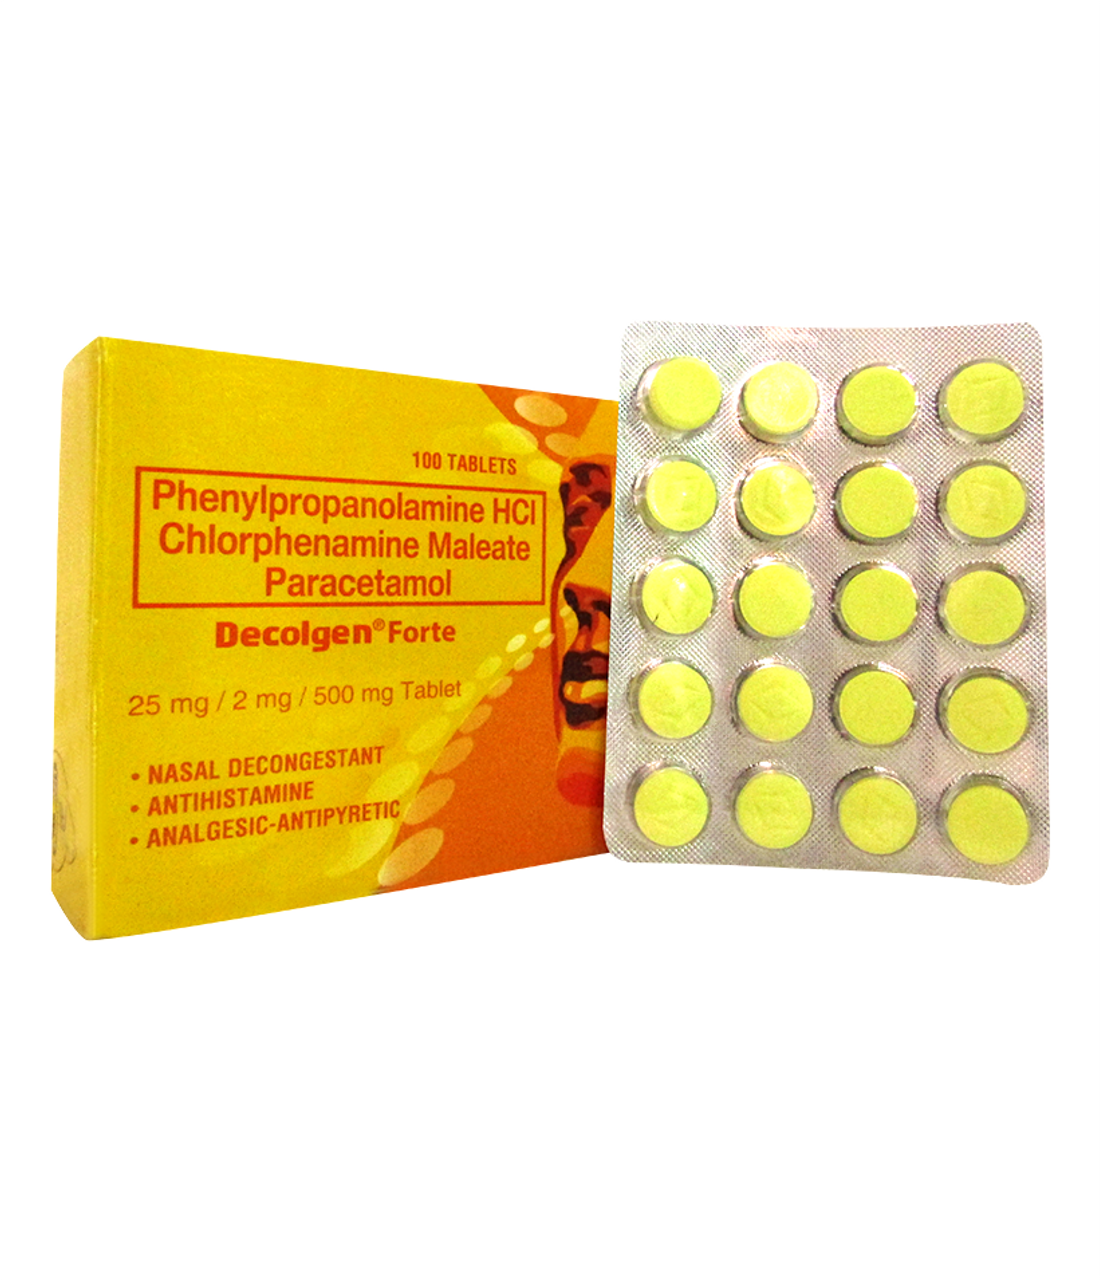 100 TABLETS
Phenylpropanolamine HCl
Chlorphenamine Maleate
Paracetamol
Decolgen® Forte
25 mg / 2 mg / 500 mg Tablet
• NASAL DECONGESTANT
• ANTIHISTAMINE
• ANALGESIC-ANTIPYRETIC